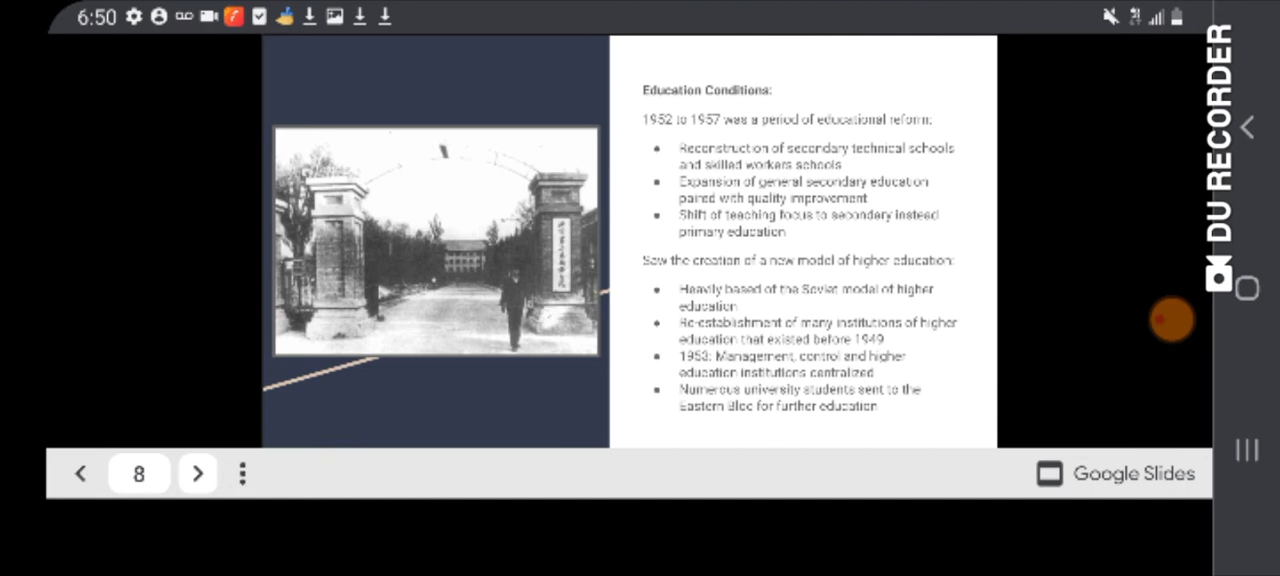 6:50
DU RECORDER
Education Conditions:
1952 to 1957 was a period of educational reform:
Reconstruction of secondary technical schools
and skilled workers schools
Expansion of general secondary education
paired with quality improvement
Shift of teaching focus to secondary instead
primary education
Saw the creation of a new model of higher education:
Heavily based of the Soviet model of higher
education
Re-establishment of many institutions of higher
education that existed before 1949
1953: Management, control and higher
education institutions centralized
Numerous university students sent to the
Eastern Bloc for further education
8
Google Slides